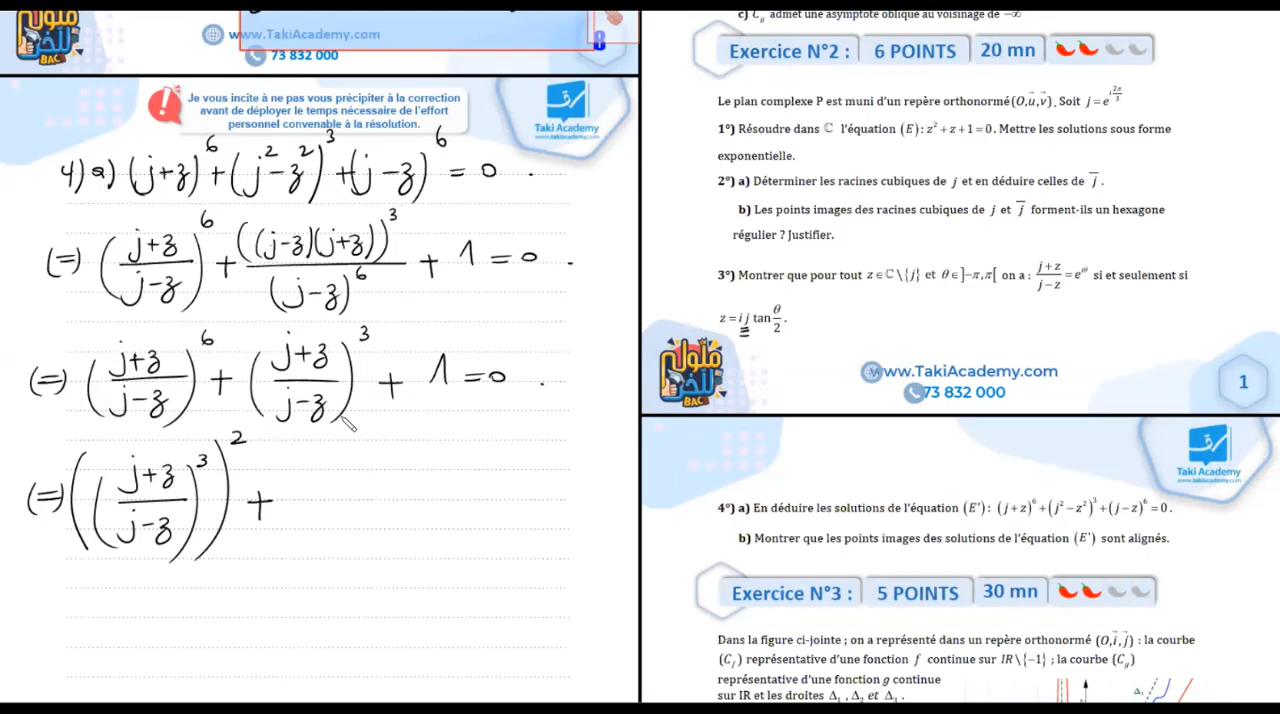 منلول للخر
BAC
www.TakiAcademy.com
73 832 000
Je vous incite à ne pas vous précipiter à la correction
avant de déployer le temps nécessaire de l'effort
personnel convenable à la résolution.
Taki Academy
4) a) (j+z)^6 + (j^2-z^2)^3 + (j-z)^6 = 0 .
(=) ((j+z)/(j-z))^6 + ((j-z)(j+z))^3/(j-z)^6 + 1 = 0 .
(=) ((j+z)/(j-z))^6 + ((j+z)/(j-z))^3 + 1 = 0 .
(=) (((j+z)/(j-z))^3)^2 +
c) C_g admet une asymptote oblique au voisinage de −∞
Exercice N°2 : 6 POINTS 20 mn
Le plan complexe P est muni d'un repère orthonormé (O,u⃗,v⃗). Soit j = e^{i2π/3}
1°) Résoudre dans ℂ l'équation (E) : z² + z + 1 = 0. Mettre les solutions sous forme
exponentielle.
2°) a) Déterminer les racines cubiques de j et en déduire celles de j̄ .
b) Les points images des racines cubiques de j et j̄ forment-ils un hexagone
régulier ? Justifier.
3°) Montrer que pour tout z ∈ ℂ \ {j} et θ ∈ ]−π,π[ on a : (j+z)/(j−z) = e^{iθ} si et seulement si
z = i j tan θ/2 .
BAC
www.TakiAcademy.com
73 832 000
1
Taki Academy
4°) a) En déduire les solutions de l'équation (E') : (j+z)^6 + (j²−z²)^3 + (j−z)^6 = 0 .
b) Montrer que les points images des solutions de l'équation (E') sont alignés.
Exercice N°3 : 5 POINTS 30 mn
Dans la figure ci-jointe ; on a représenté dans un repère orthonormé (O,i⃗,j⃗) : la courbe
(C_f) représentative d'une fonction f continue sur IR \ {−1} ; la courbe (C_g)
représentative d'une fonction g continue
sur IR et les droites Δ₁ , Δ₂ et Δ₃ .